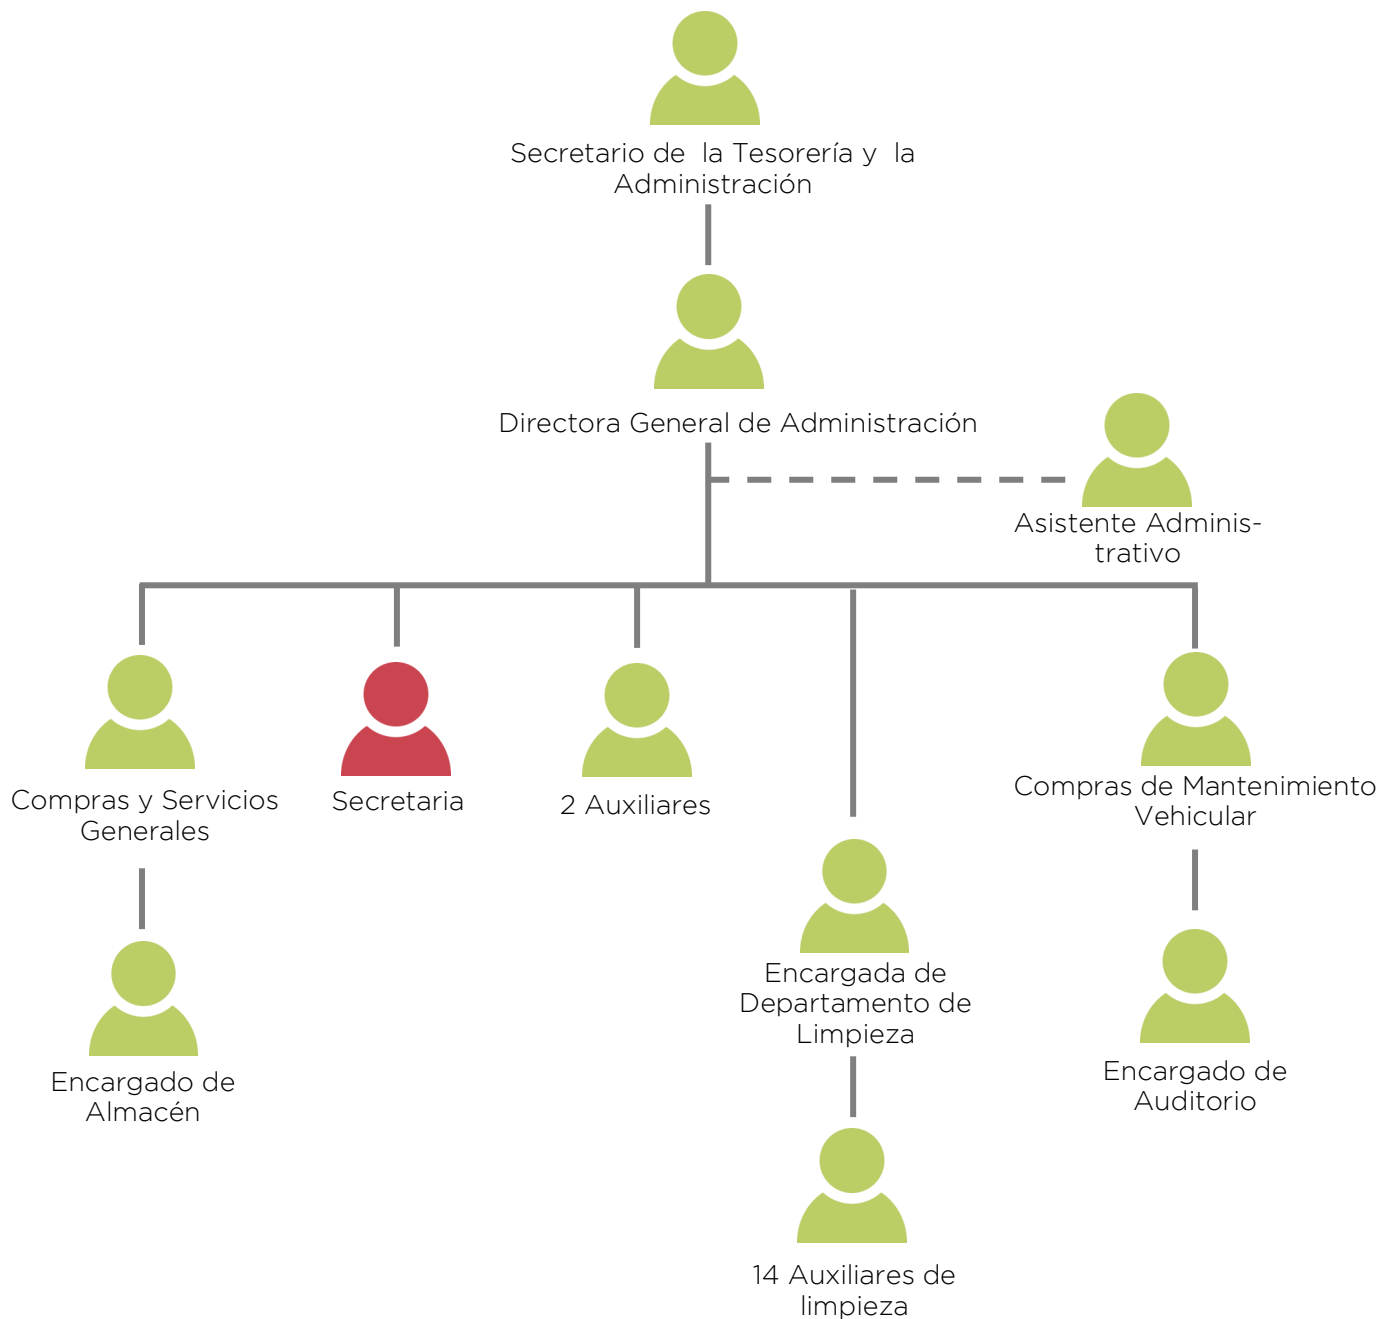 Secretario de la Tesorería y la
Administración
Directora General de Administración
Asistente Adminis-
trativo
Compras y Servicios
Generales
Secretaria
2 Auxiliares
Compras de Mantenimiento
Vehicular
Encargada de
Departamento de
Limpieza
Encargado de
Almacén
Encargado de
Auditorio
14 Auxiliares de
limpieza